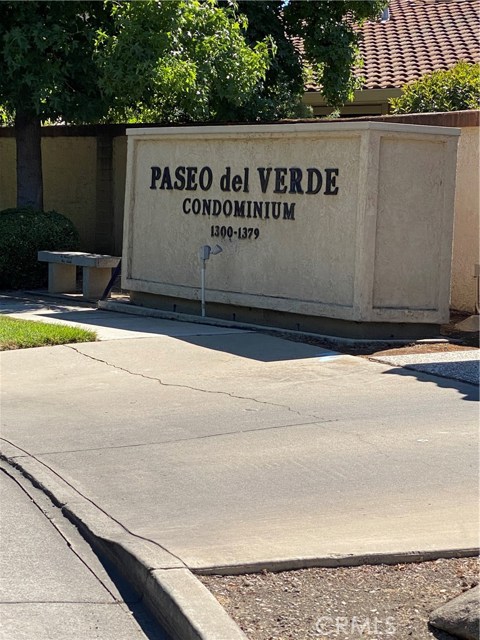 PASEO del VERDE
CONDOMINIUM
1300-1379
CRMLS